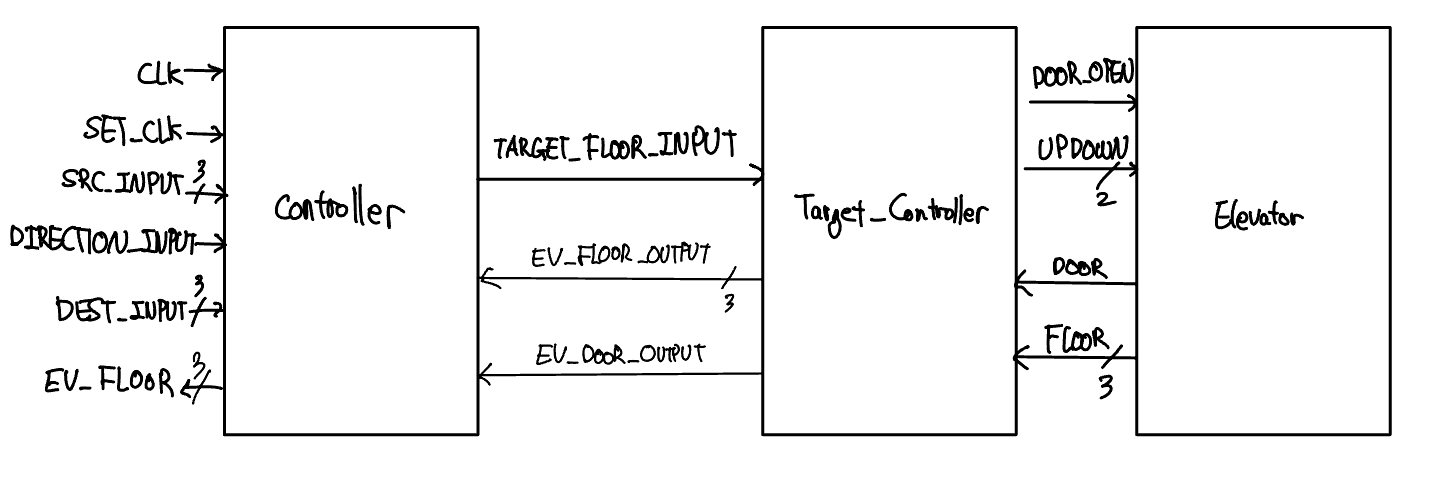 CLK
SET_CLK
SRC_INPUT 3
DIRECTION_INPUT
DEST_INPUT 3
EV_FLOOR 3
Controller
TARGET_FLOOR_INPUT
EV_FLOOR_OUTPUT
3
EV_DOOR_OUTPUT
Target_Controller
DOOR_OPEN
UPDOWN
2
DOOR
FLOOR
3
Elevator